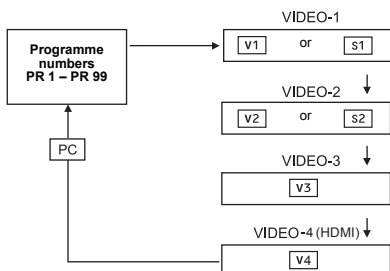 VIDEO-1
Programme
numbers
PR 1 – PR 99
V1 or S1
VIDEO-2
V2 or S2
PC
VIDEO-3
V3
VIDEO-4 (HDMI)
V4